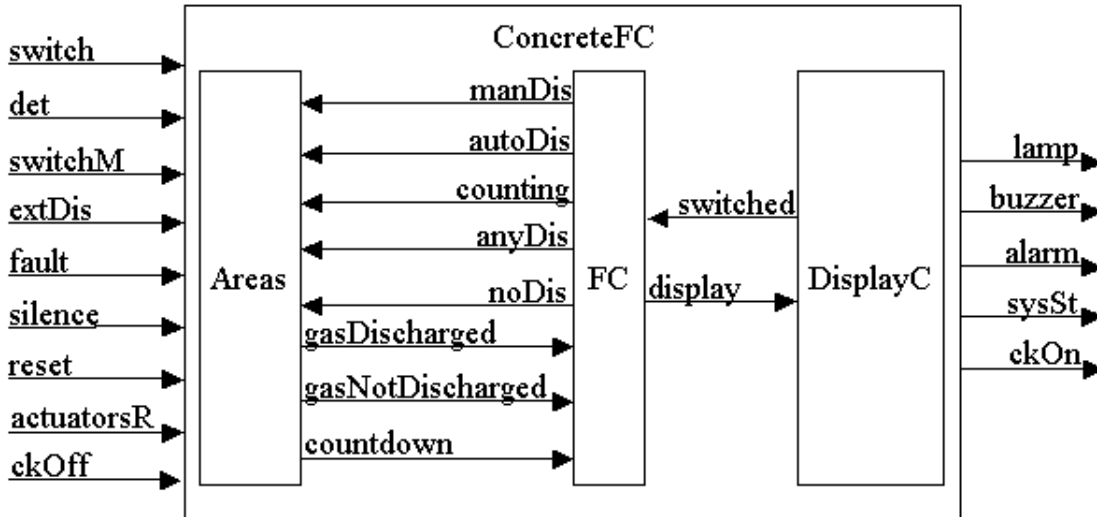 ConcreteFC
switch
det
switchM
extDis
fault
silence
reset
actuatorsR
ckOff
Areas
manDis
autoDis
counting
anyDis
noDis
gasDischarged
gasNotDischarged
countdown
FC
switched
display
DisplayC
lamp
buzzer
alarm
sysSt
ckOn